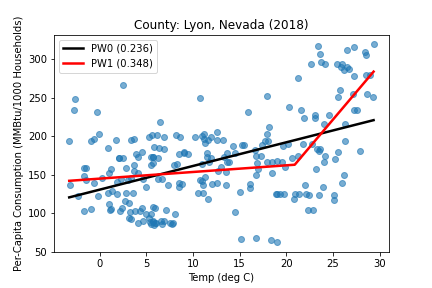 County: Lyon, Nevada (2018)
PW0 (0.236)
PW1 (0.348)
Per-Capita Consumption (MMBtu/1000 Households)
300
250
200
150
100
50
0
5
10
15
20
25
30
Temp (deg C)